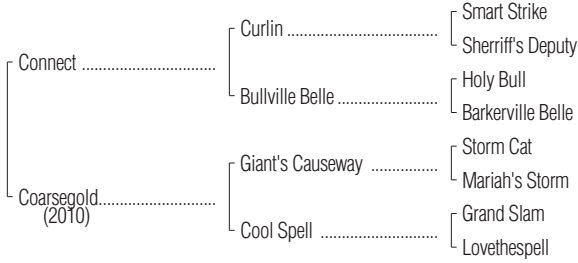 Smart Strike
Curlin
Sherriff's Deputy
Connect
Holy Bull
Bullville Belle
Barkerville Belle
Storm Cat
Giant's Causeway
Mariah's Storm
Coarsegold
(2010)
Grand Slam
Cool Spell
Lovethespell